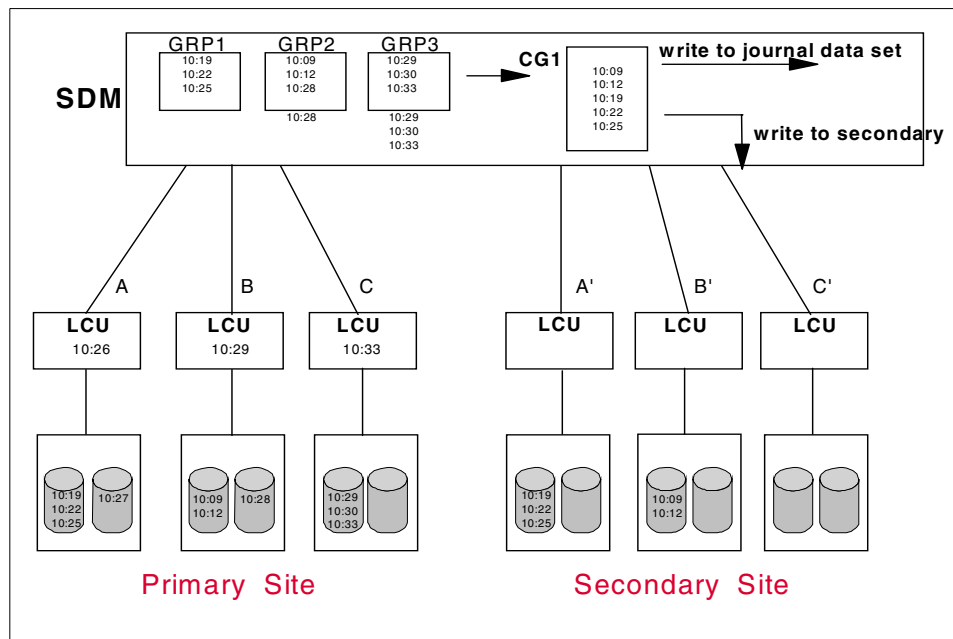 GRP1 GRP2 GRP3
10:19
10:22
10:25
10:09
10:12
10:28
10:29
10:30
10:33
10:28
10:29
10:30
10:33
SDM
CG1
10:09
10:12
10:19
10:22
10:25
write to journal data set
write to secondary
A B C A' B' C'
LCU
10:26
LCU
10:29
LCU
10:33
LCU
LCU
LCU
10:19
10:22
10:25
10:27
10:09
10:12
10:28
10:29
10:30
10:33
10:19
10:22
10:25
10:09
10:12
Primary Site
Secondary Site